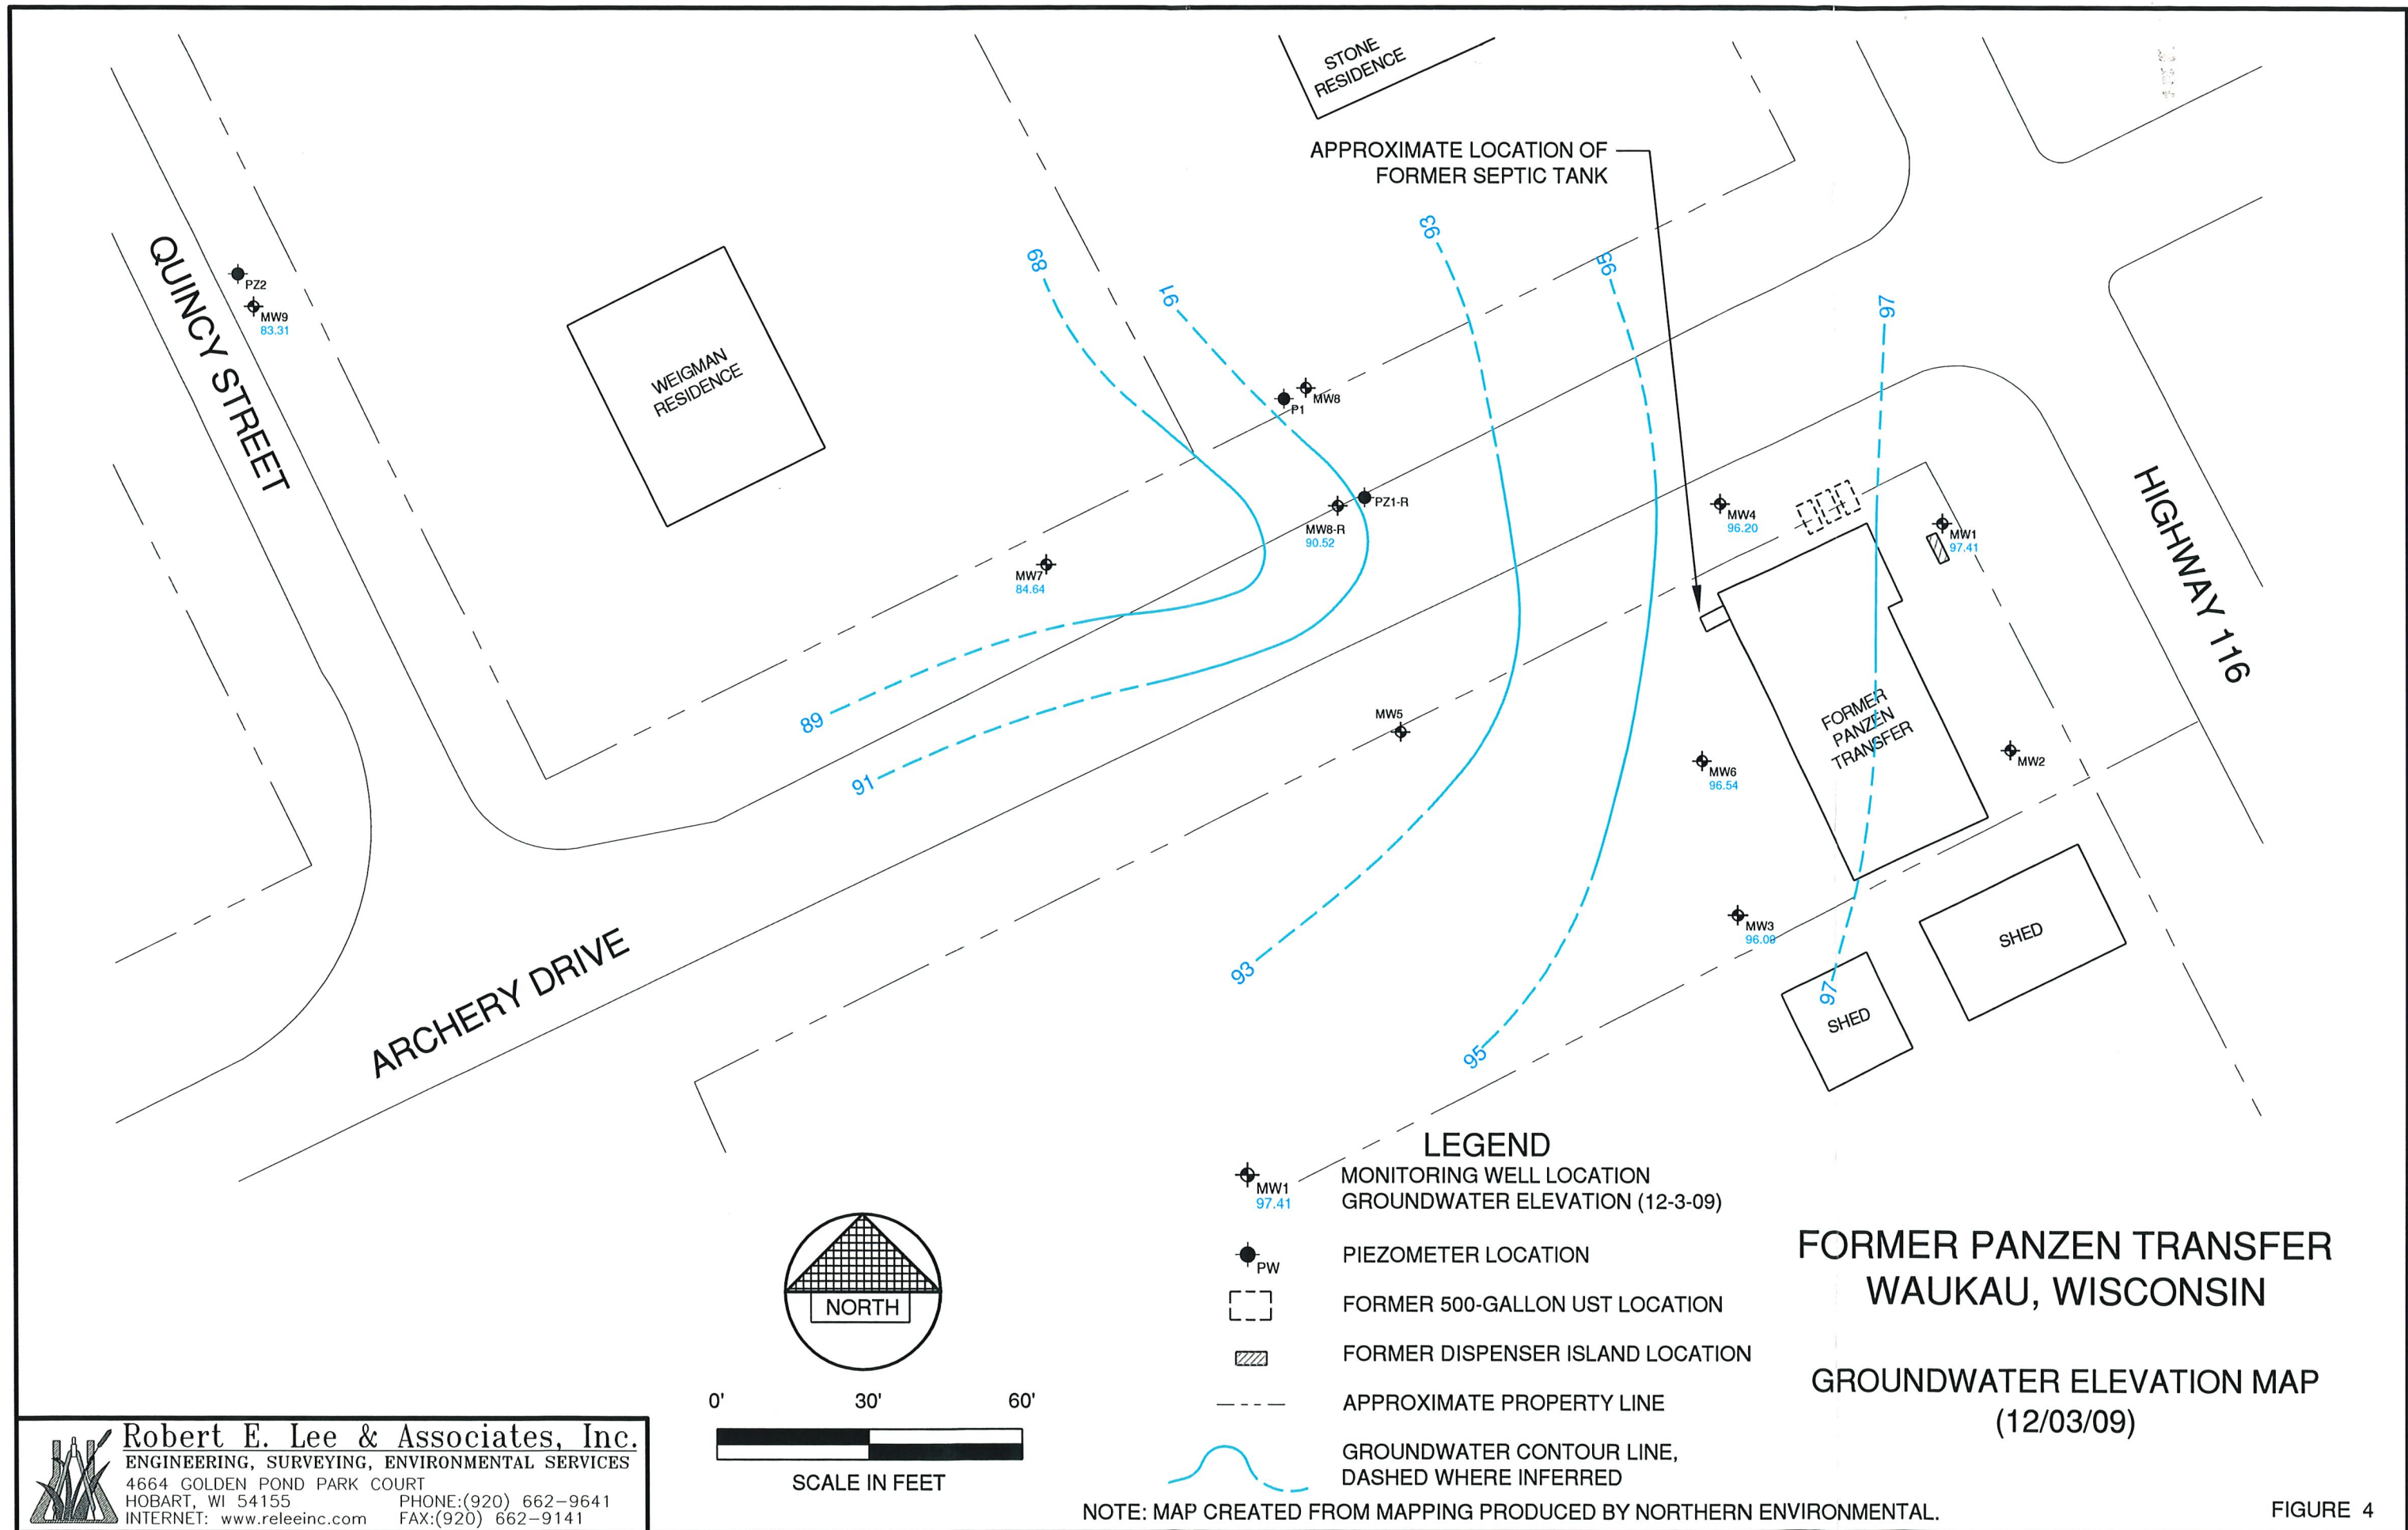 STONE
RESIDENCE
APPROXIMATE LOCATION OF
FORMER SEPTIC TANK
93
95
89
91
97
QUINCY STREET
PZ2
MW9
83.31
WEIGMAN
RESIDENCE
MW8
P1
PZ1-R
MW8-R
90.52
MW4
96.20
MW1
97.41
HIGHWAY 116
MW7
84.64
89
91
MW5
FORMER
PANZEN
TRANSFER
MW6
96.54
MW2
MW3
SHED
93
97
SHED
95
ARCHERY DRIVE
LEGEND
MW1
97.41
MONITORING WELL LOCATION
GROUNDWATER ELEVATION (12-3-09)
PW
PIEZOMETER LOCATION
FORMER 500-GALLON UST LOCATION
FORMER DISPENSER ISLAND LOCATION
APPROXIMATE PROPERTY LINE
GROUNDWATER CONTOUR LINE,
DASHED WHERE INFERRED
NORTH
0' 30' 60'
SCALE IN FEET
FORMER PANZEN TRANSFER
WAUKAU, WISCONSIN
GROUNDWATER ELEVATION MAP
(12/03/09)
Robert E. Lee & Associates, Inc.
ENGINEERING, SURVEYING, ENVIRONMENTAL SERVICES
4664 GOLDEN POND PARK COURT
HOBART, WI 54155 PHONE:(920) 662-9641
INTERNET: www.releeinc.com FAX:(920) 662-9141
NOTE: MAP CREATED FROM MAPPING PRODUCED BY NORTHERN ENVIRONMENTAL.
FIGURE 4